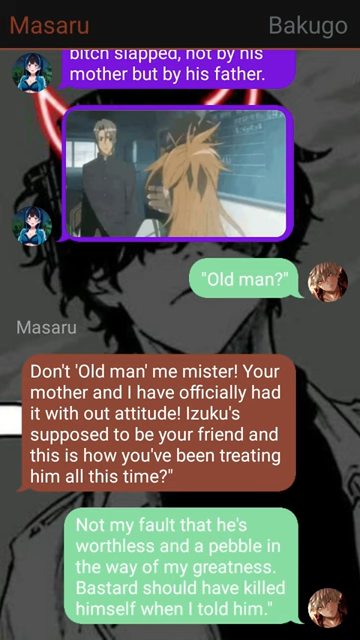 Masaru
Bakugo
bitch slapped, not by his
mother but by his father.
"Old man?"
Masaru
Don't 'Old man' me mister! Your
mother and I have officially had
it with out attitude! Izuku's
supposed to be your friend and
this is how you've been treating
him all this time?"
Not my fault that he's
worthless and a pebble in
the way of my greatness.
Bastard should have killed
himself when I told him."